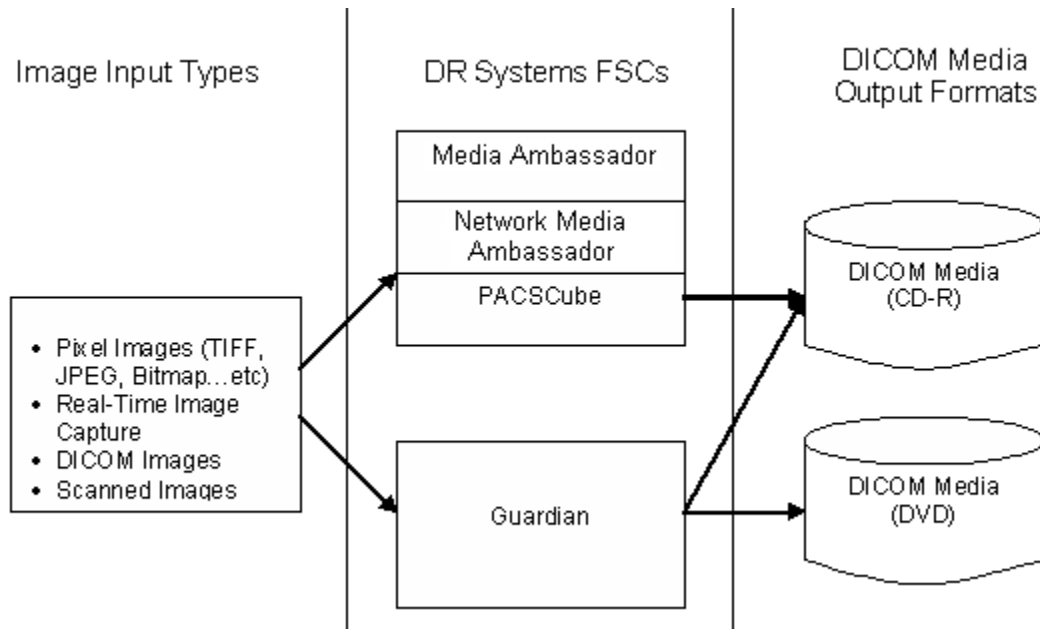 Image Input Types
DR Systems FSCs
DICOM Media
Output Formats
Media Ambassador
Network Media
Ambassador
PACSCube
• Pixel Images (TIFF,
JPEG, Bitmap...etc)
• Real-Time Image
Capture
• DICOM Images
• Scanned Images
Guardian
DICOM Media
(CD-R)
DICOM Media
(DVD)